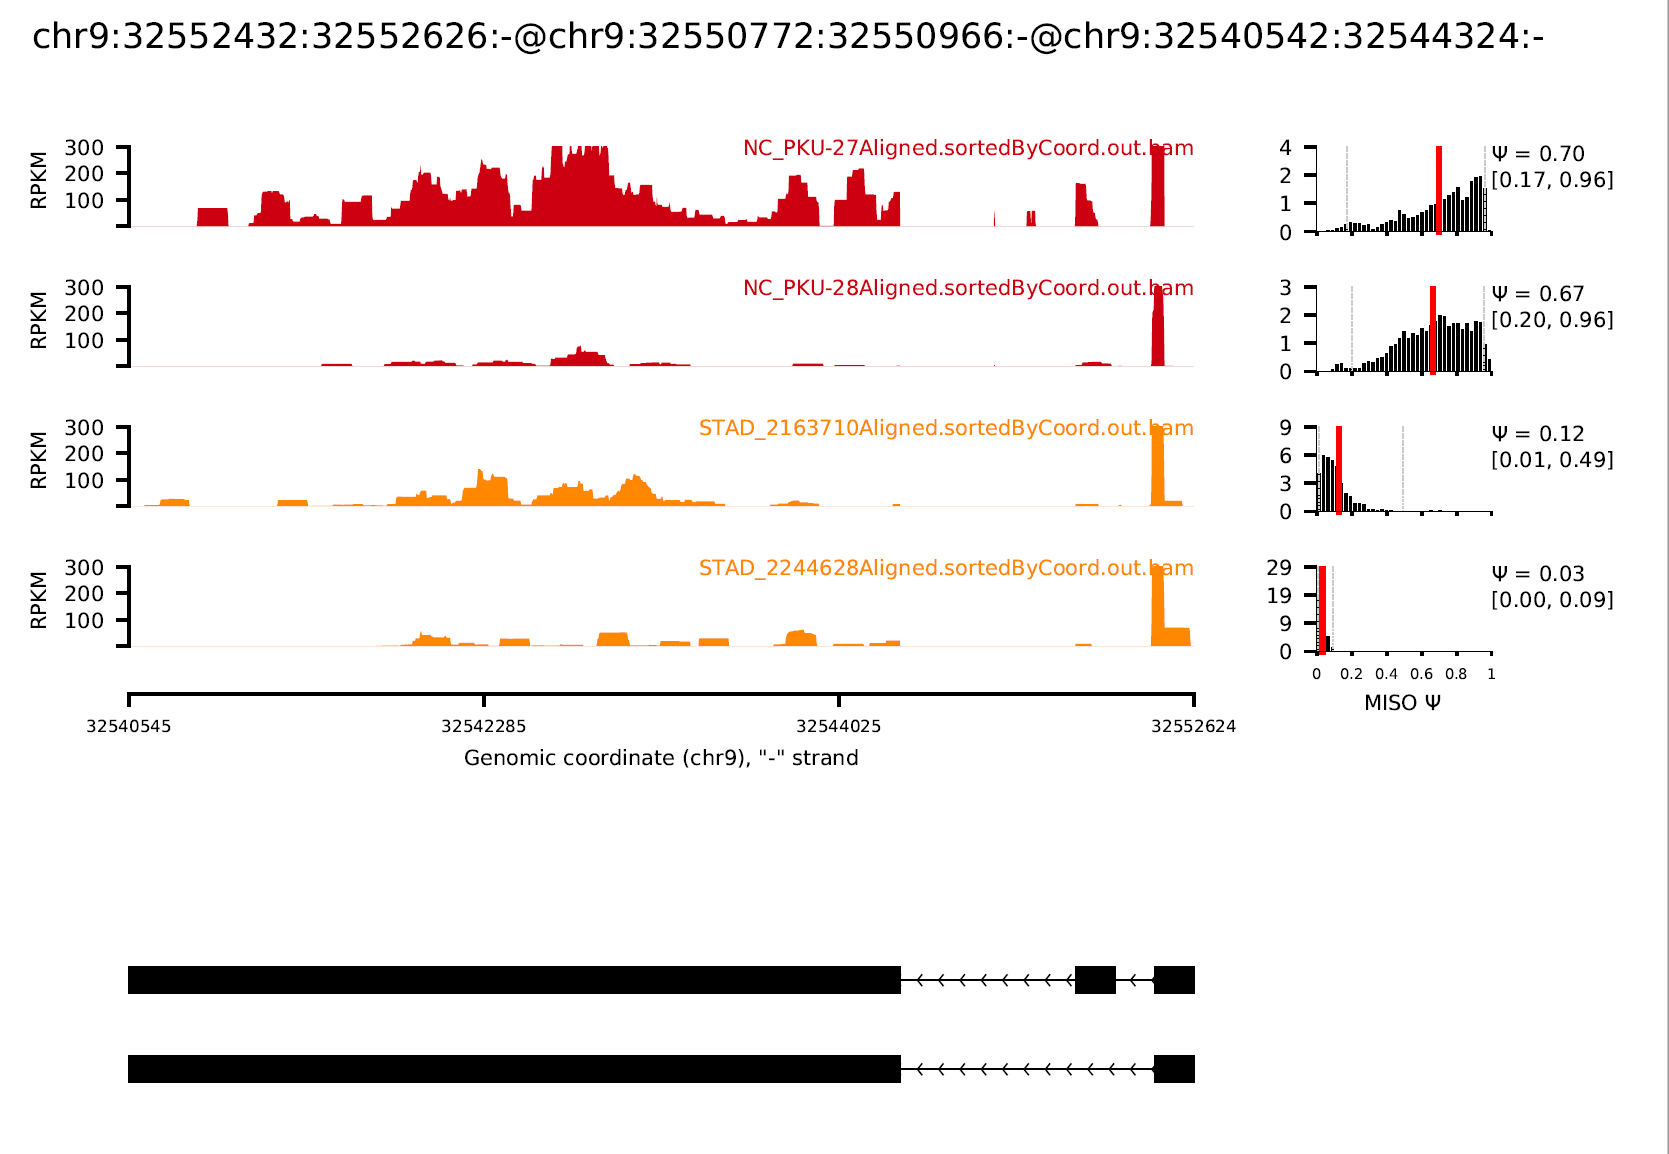 chr9:32552432:32552626:-@chr9:32550772:32550966:-@chr9:32540542:32544324:-
RPKM
300
200
100
NC_PKU-27Aligned.sortedByCoord.out.bam
4
2
1
0
Ψ = 0.70
[0.17, 0.96]
RPKM
300
200
100
NC_PKU-28Aligned.sortedByCoord.out.bam
3
2
1
0
Ψ = 0.67
[0.20, 0.96]
RPKM
300
200
100
STAD_2163710Aligned.sortedByCoord.out.bam
9
6
3
0
Ψ = 0.12
[0.01, 0.49]
RPKM
300
200
100
STAD_2244628Aligned.sortedByCoord.out.bam
29
19
9
0
Ψ = 0.03
[0.00, 0.09]
0 0.2 0.4 0.6 0.8 1
MISO Ψ
32540545 32542285 32544025 32552624
Genomic coordinate (chr9), "-" strand